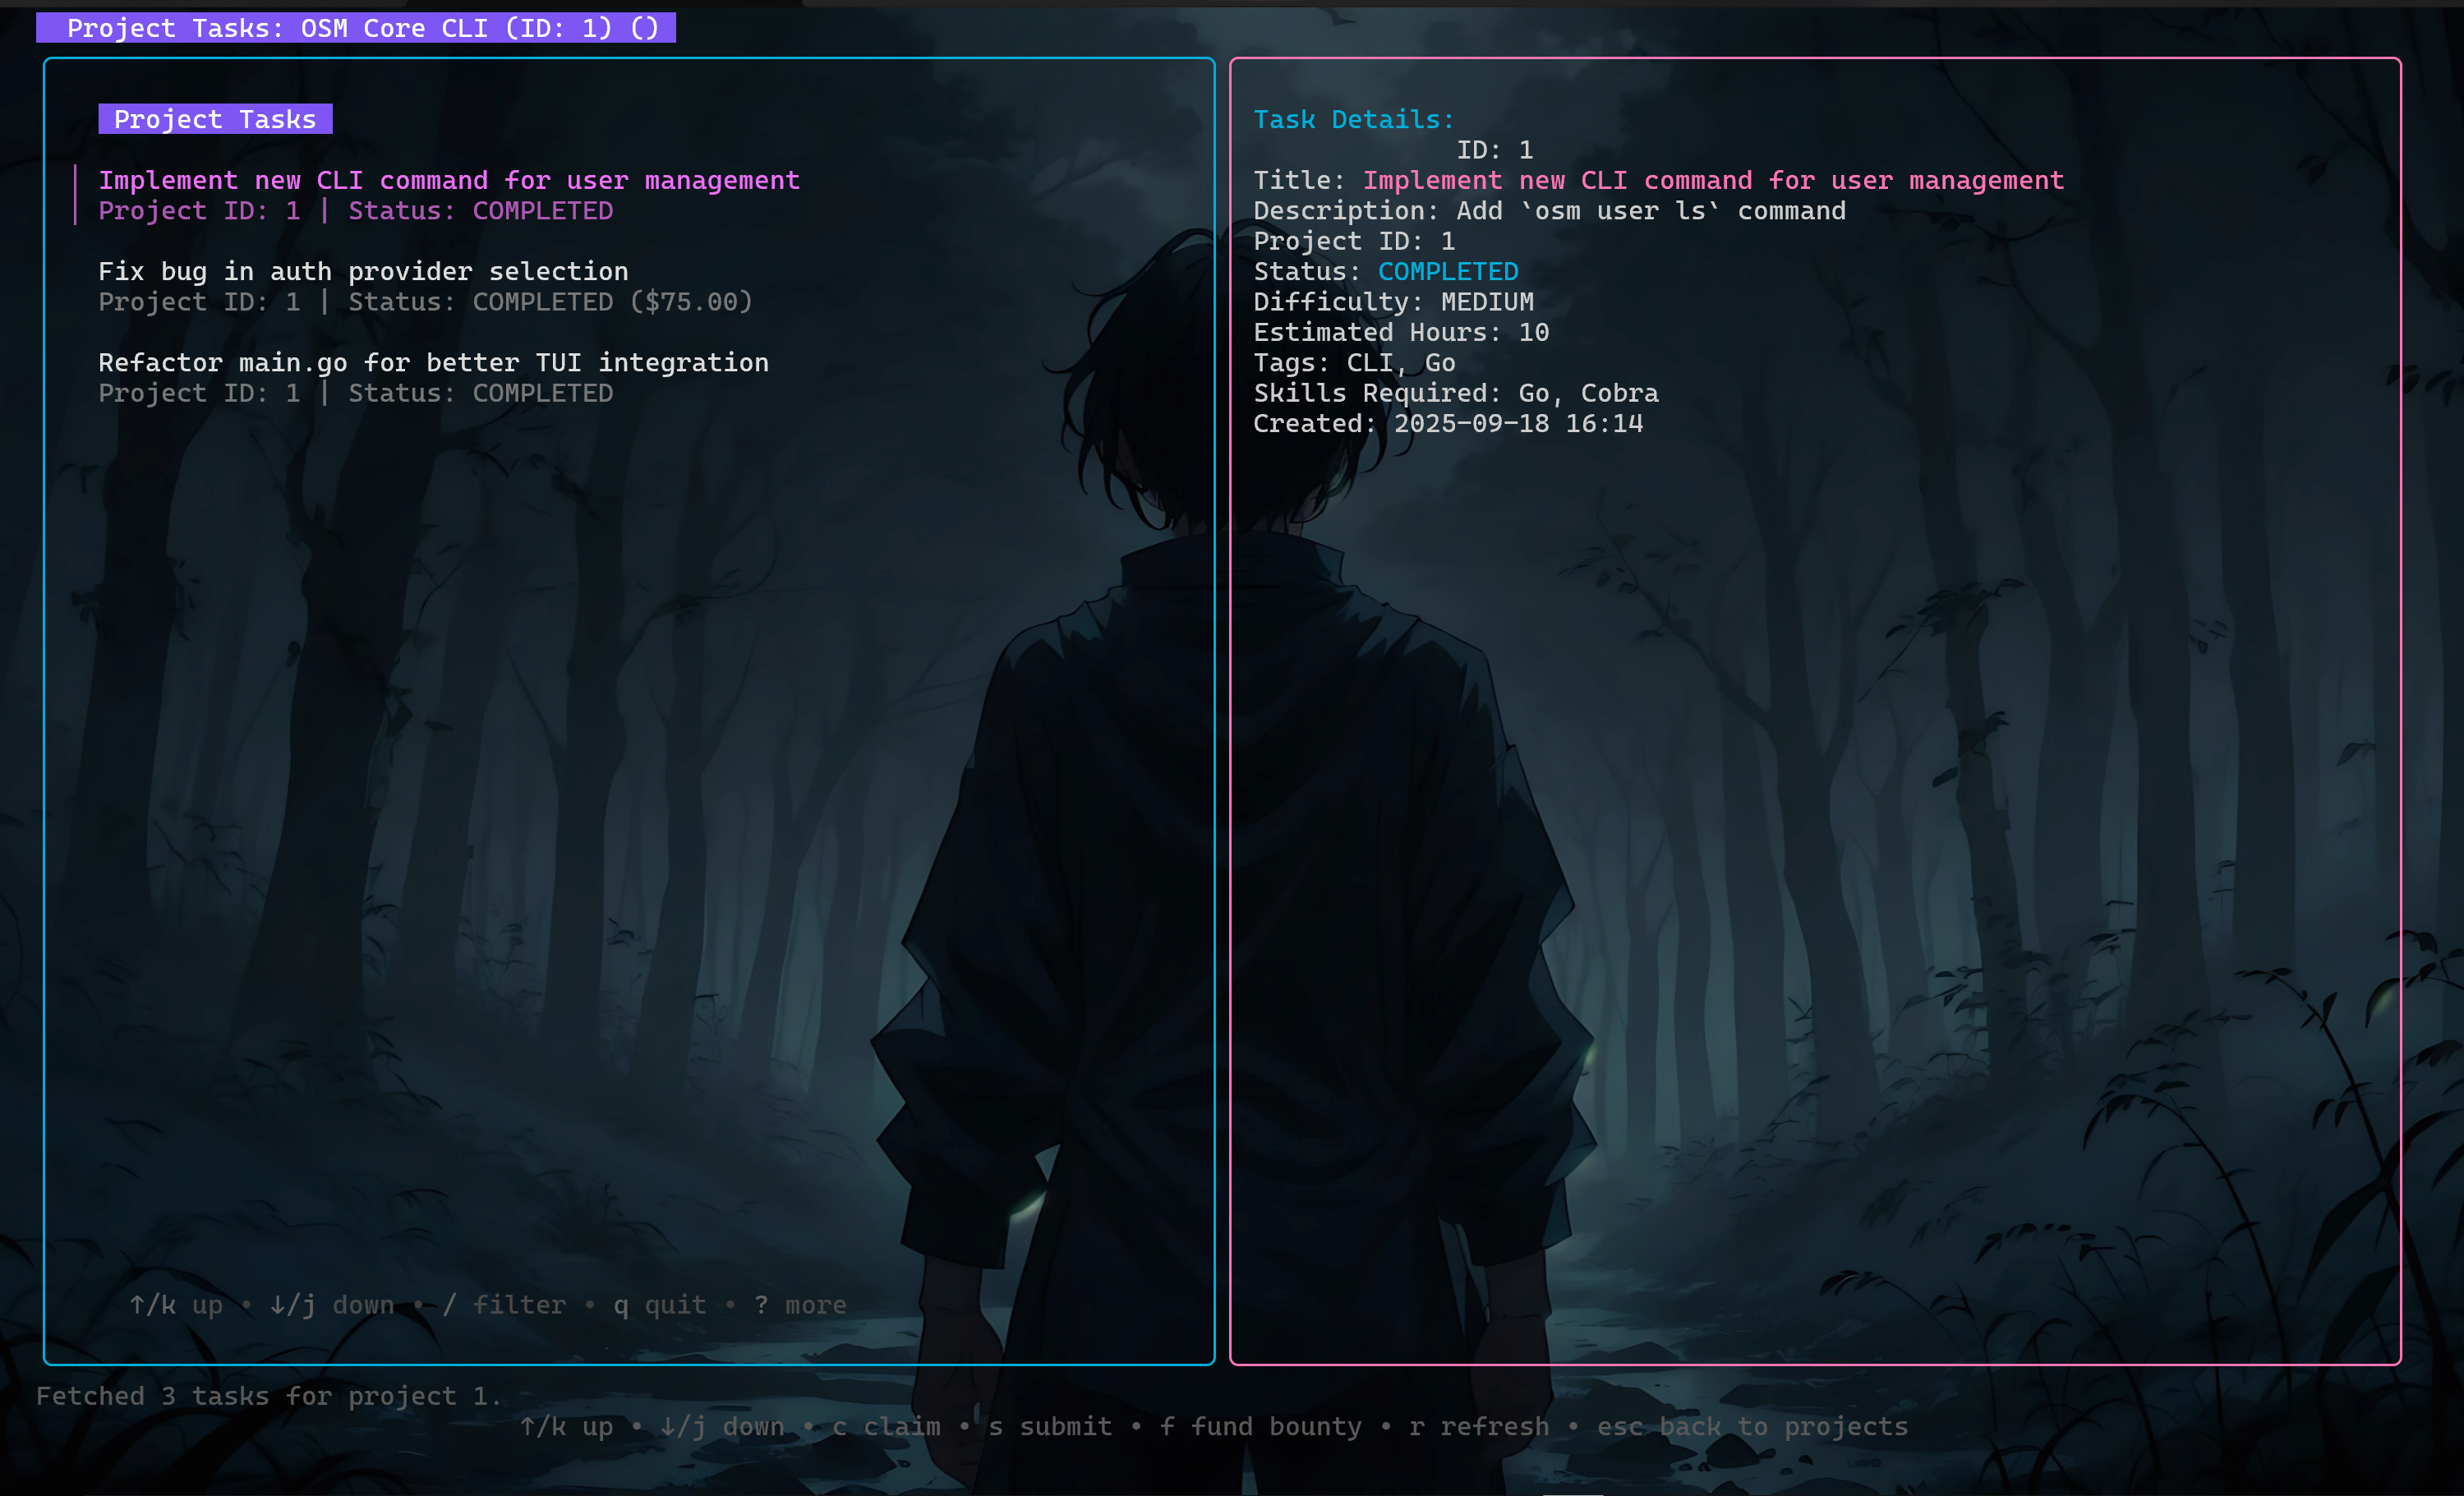 Project Tasks: OSM Core CLI (ID: 1) ()
Project Tasks
Implement new CLI command for user management
Project ID: 1 | Status: COMPLETED
Fix bug in auth provider selection
Project ID: 1 | Status: COMPLETED ($75.00)
Refactor main.go for better TUI integration
Project ID: 1 | Status: COMPLETED
↑/k up • ↓/j down • / filter • q quit • ? more
Task Details:
ID: 1
Title: Implement new CLI command for user management
Description: Add `osm user ls` command
Project ID: 1
Status: COMPLETED
Difficulty: MEDIUM
Estimated Hours: 10
Tags: CLI, Go
Skills Required: Go, Cobra
Created: 2025-09-18 16:14
Fetched 3 tasks for project 1.
↑/k up • ↓/j down • c claim • s submit • f fund bounty • r refresh • esc back to projects